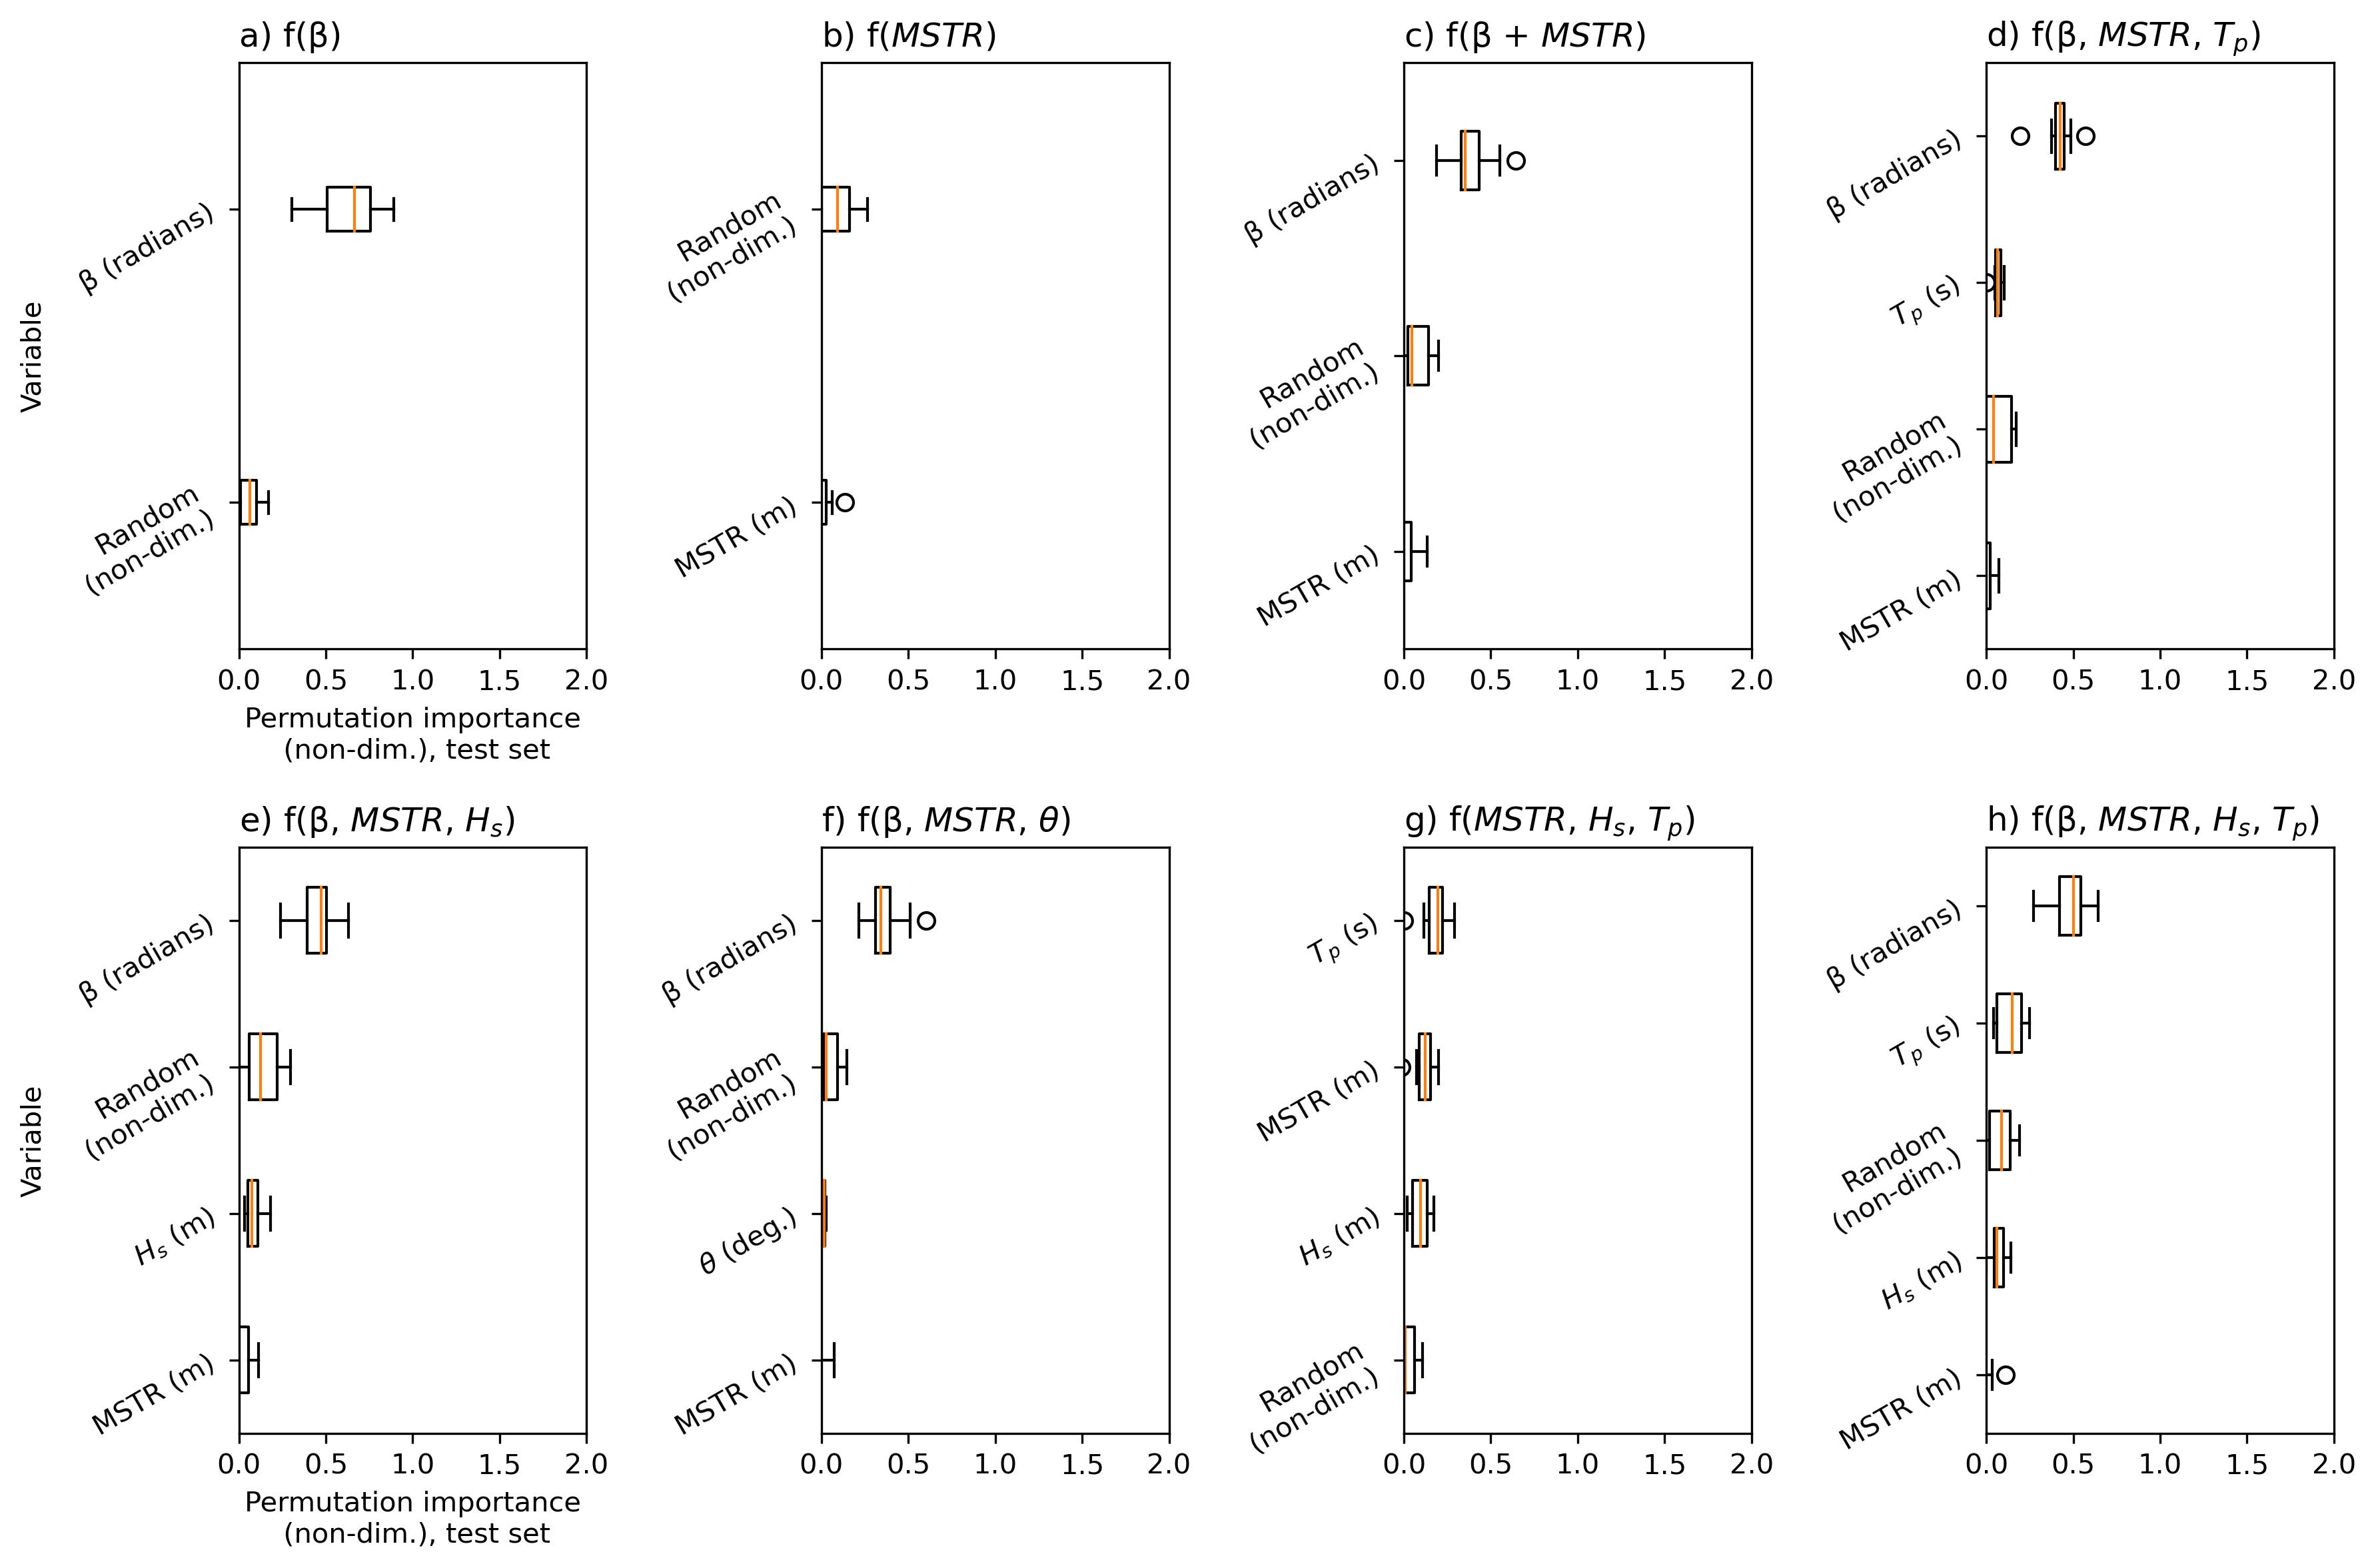 a) f(β)
Variable
β (radians)
Random
(non-dim.)
0.0 0.5 1.0 1.5 2.0
Permutation importance
(non-dim.), test set
b) f(MSTR)
Random
(non-dim.)
MSTR (m)
0.0 0.5 1.0 1.5 2.0
c) f(β + MSTR)
β (radians)
Random
(non-dim.)
MSTR (m)
0.0 0.5 1.0 1.5 2.0
d) f(β, MSTR, Tp)
β (radians)
Tp (s)
Random
(non-dim.)
MSTR (m)
0.0 0.5 1.0 1.5 2.0
e) f(β, MSTR, Hs)
Variable
β (radians)
Random
(non-dim.)
Hs (m)
MSTR (m)
0.0 0.5 1.0 1.5 2.0
Permutation importance
(non-dim.), test set
f) f(β, MSTR, θ)
β (radians)
Random
(non-dim.)
θ (deg.)
MSTR (m)
0.0 0.5 1.0 1.5 2.0
g) f(MSTR, Hs, Tp)
Tp (s)
MSTR (m)
Hs (m)
Random
(non-dim.)
0.0 0.5 1.0 1.5 2.0
h) f(β, MSTR, Hs, Tp)
β (radians)
Tp (s)
Random
(non-dim.)
Hs (m)
MSTR (m)
0.0 0.5 1.0 1.5 2.0